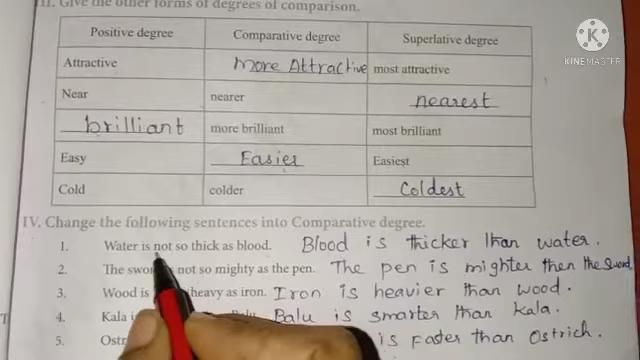 III. Give the other forms of degrees of comparison.
Positive degree Comparative degree Superlative degree
Attractive More Attractive most attractive
Near nearer nearest
brilliant more brilliant most brilliant
Easy Easier Easiest
Cold colder Coldest
IV. Change the following sentences into Comparative degree.
1. Water is not so thick as blood. Blood is thicker than water.
2. The sword is not so mighty as the pen. The pen is mighter then the sword
3. Wood is heavy as iron. Iron is heavier than wood.
4. Kala Balu. Balu is smarter than Kala.
5. is faster than Ostrich.
KINEMASTER